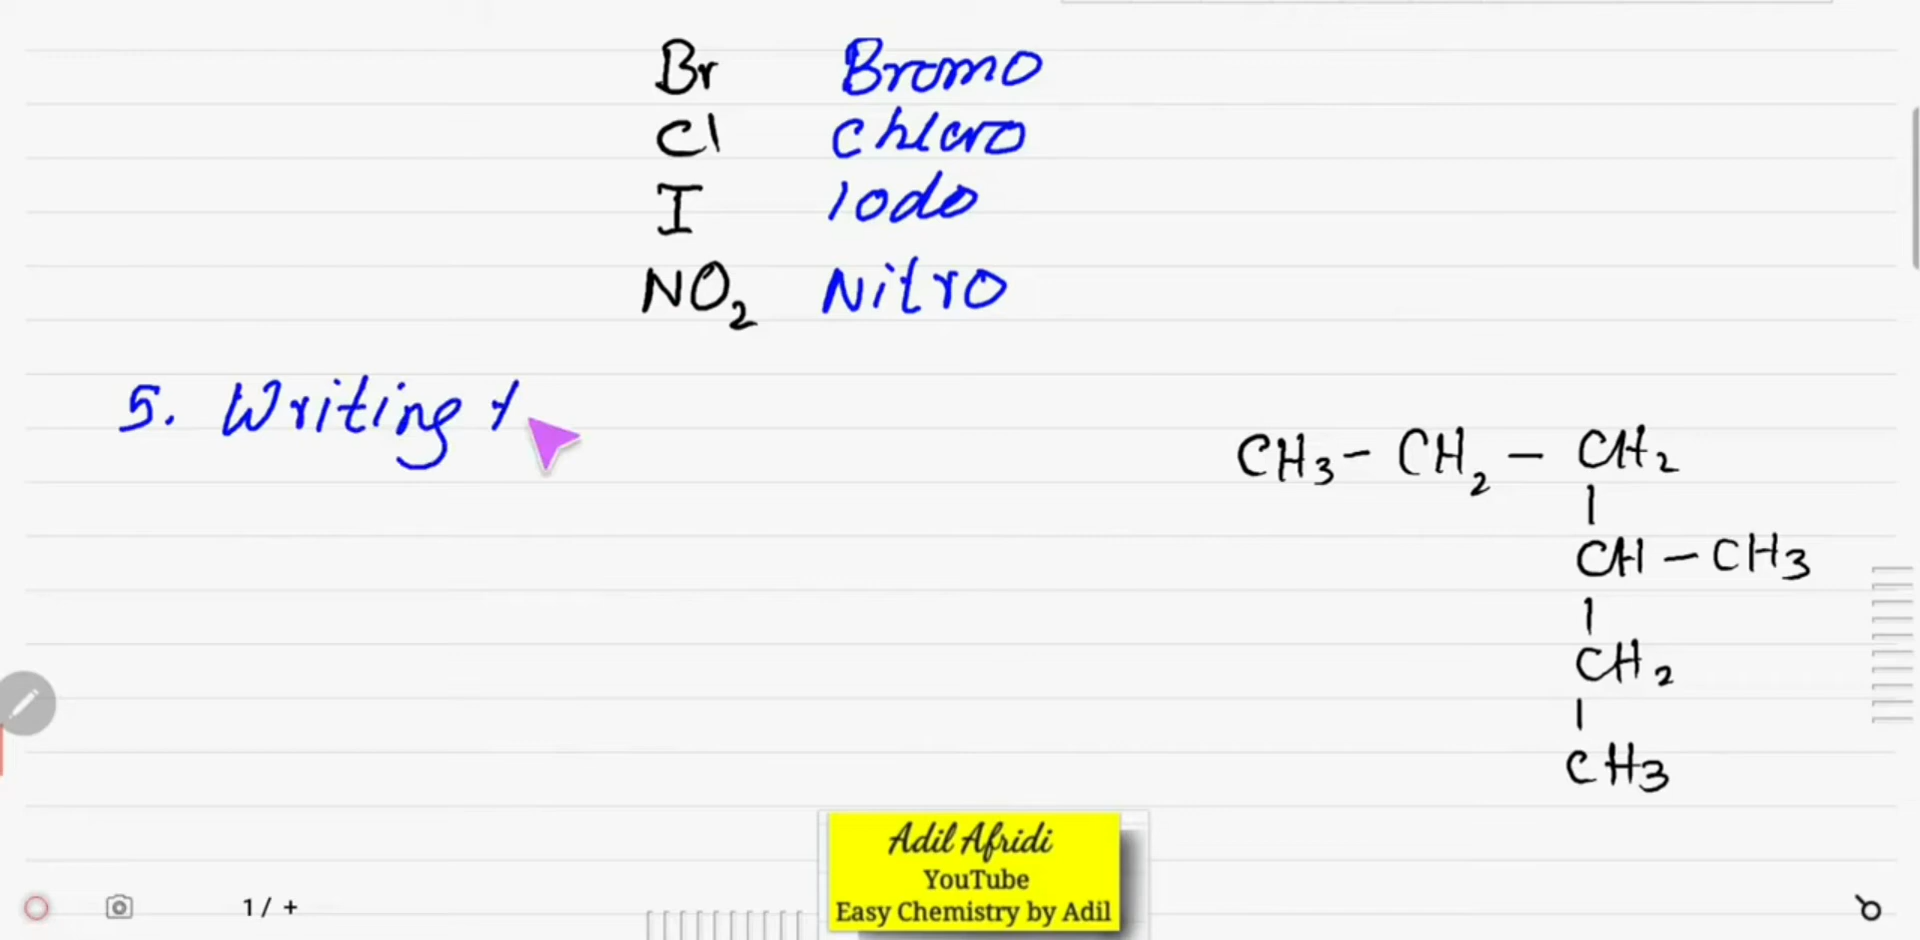 Br Bromo
Cl Chloro
I Iodo
NO₂ Nitro
5. Writing
CH₃ - CH₂ - CH₂
|
CH - CH₃
|
CH₂
|
CH₃
Adil Afridi
YouTube
Easy Chemistry by Adil
1 / +